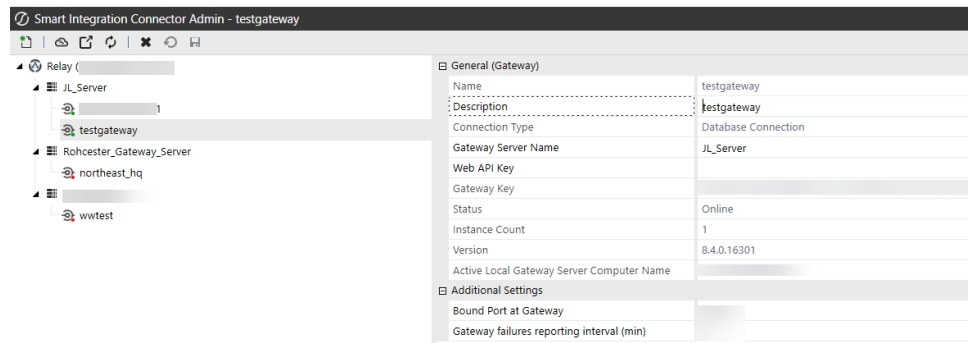 Smart Integration Connector Admin - testgateway
Relay (
JL_Server
1
testgateway
Rohcester_Gateway_Server
northeast_hq
wwtest
General (Gateway)
Name testgateway
Description testgateway
Connection Type Database Connection
Gateway Server Name JL_Server
Web API Key
Gateway Key
Status Online
Instance Count 1
Version 8.4.0.16301
Active Local Gateway Server Computer Name
Additional Settings
Bound Port at Gateway
Gateway failures reporting interval (min)